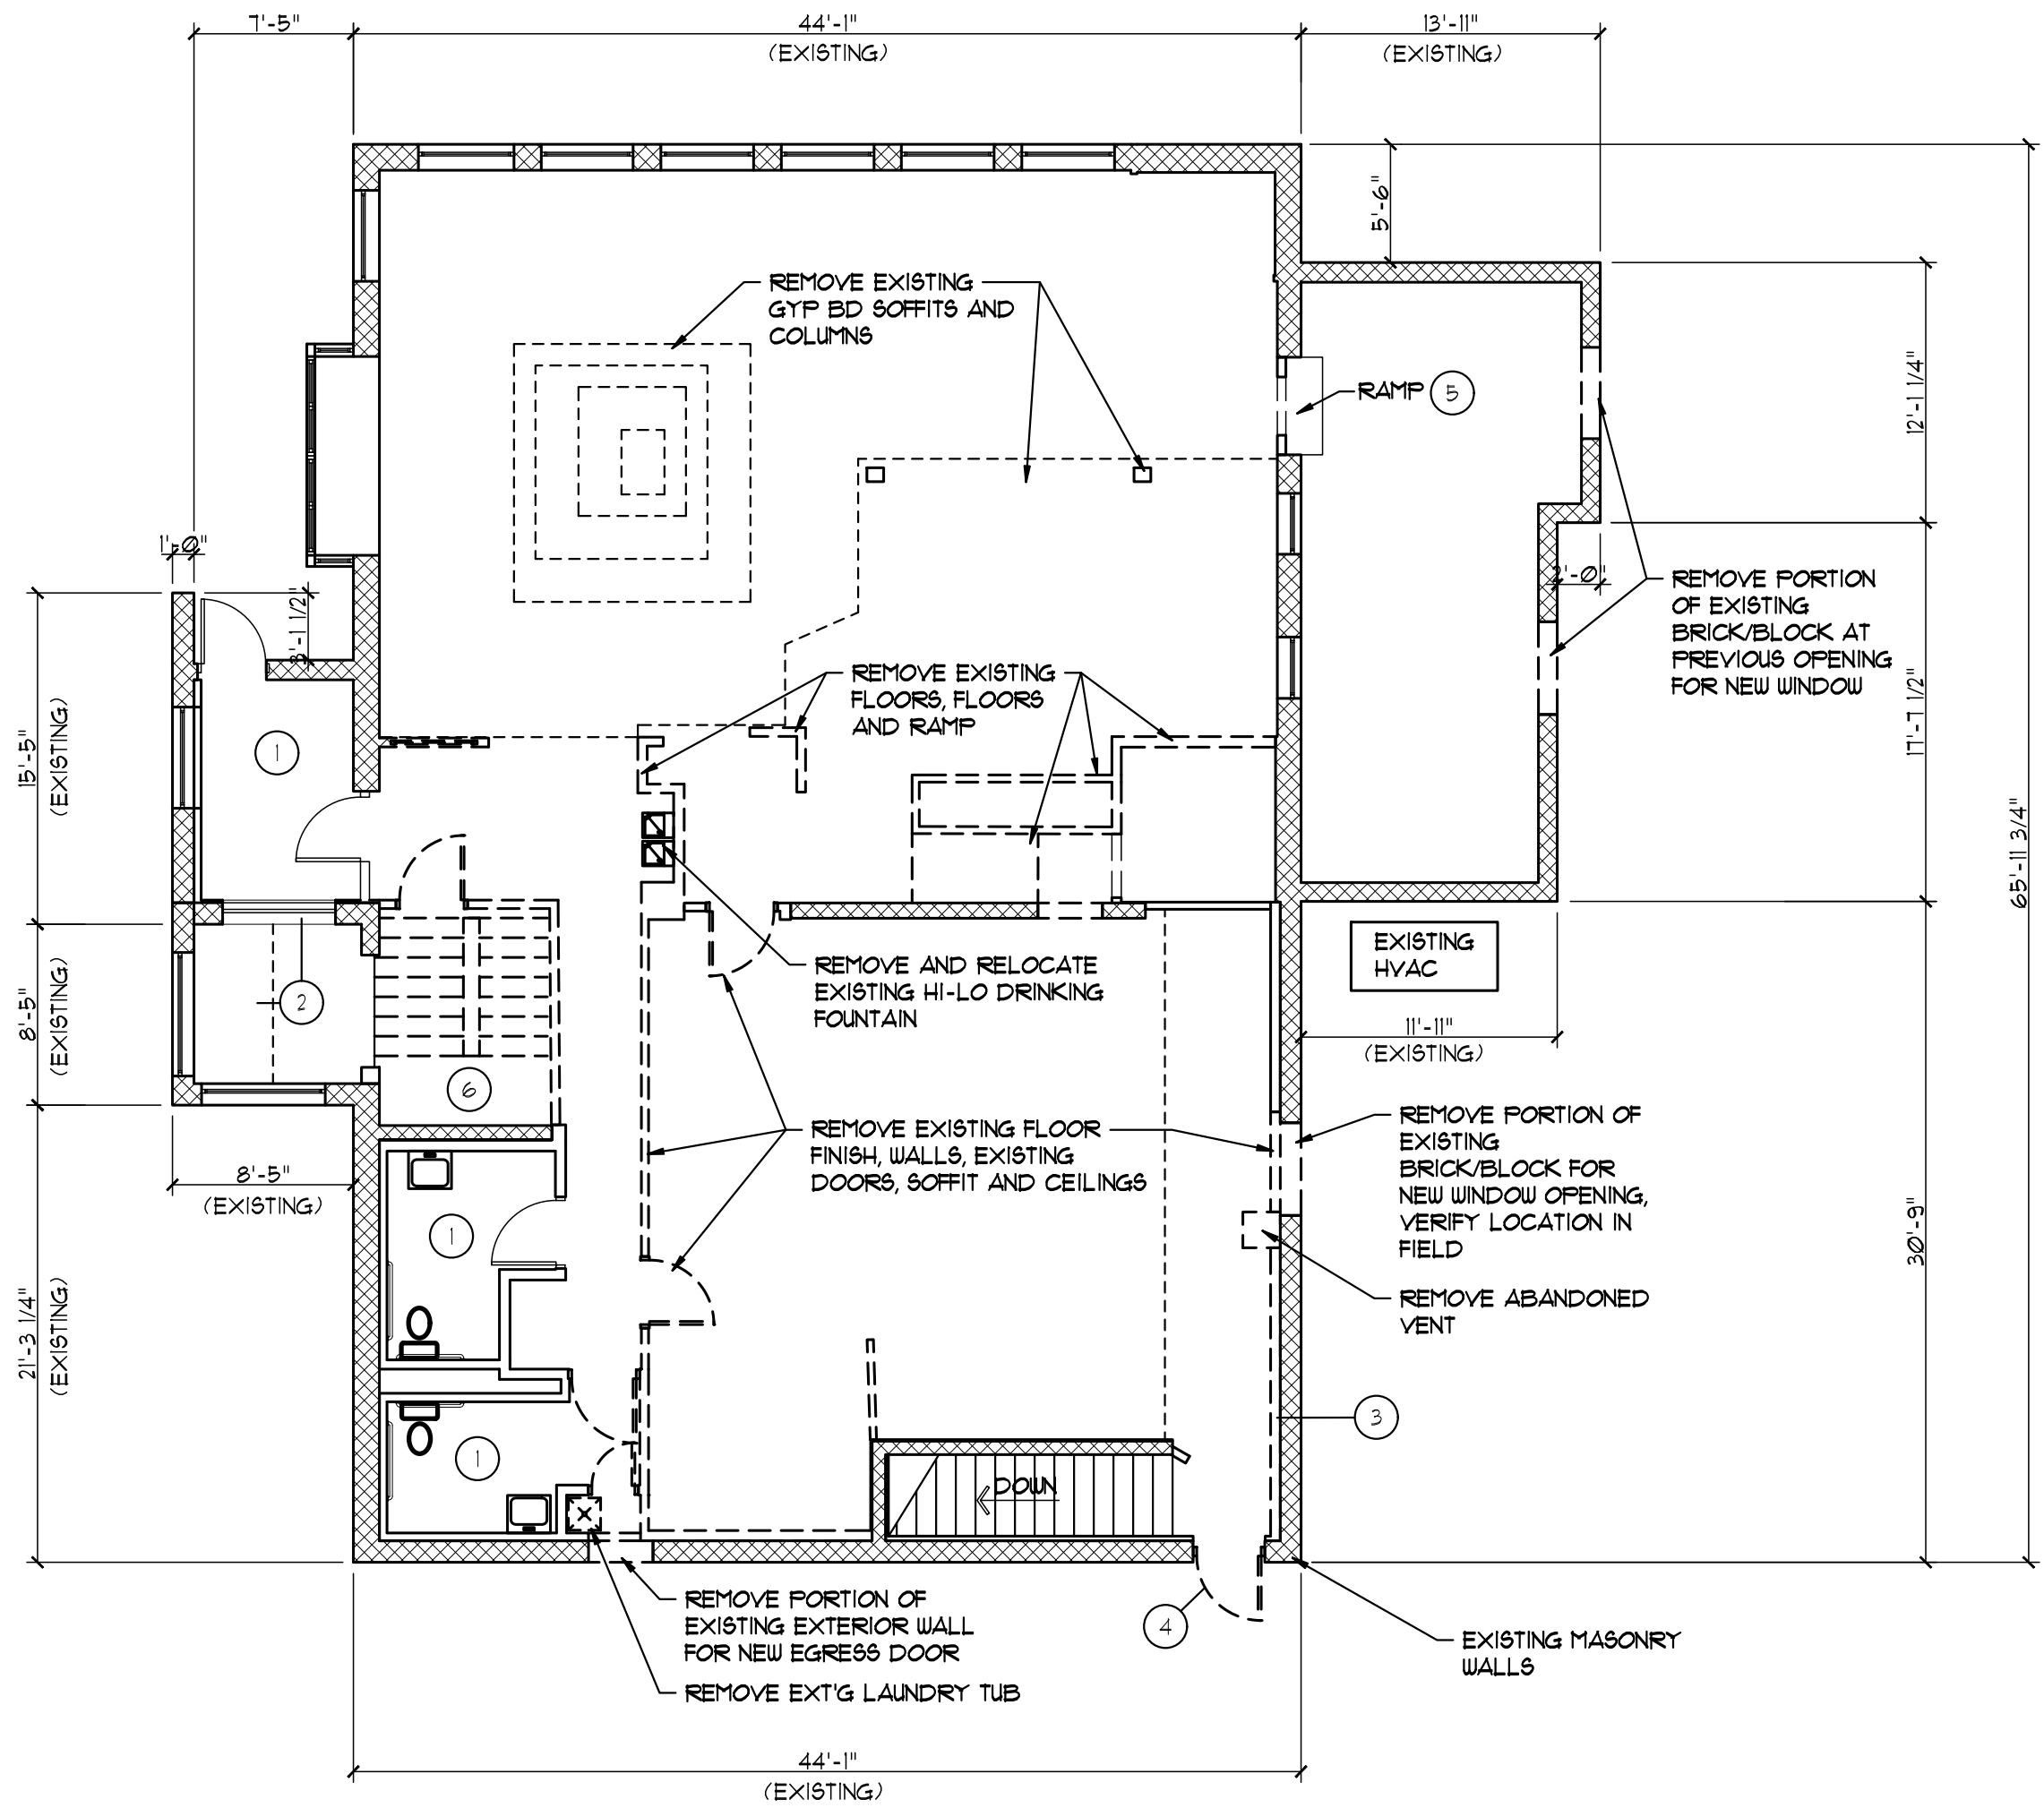 7'-5"
44'-1"
(EXISTING)
13'-11"
(EXISTING)
5'-6"
REMOVE EXISTING
GYP BD SOFFITS AND
COLUMNS
RAMP 5
12'-1 1/4"
1'-0"
2'-0"
REMOVE PORTION
OF EXISTING
BRICK/BLOCK AT
PREVIOUS OPENING
FOR NEW WINDOW
3'-1 1/2"
REMOVE EXISTING
FLOORS, FLOORS
AND RAMP
15'-5"
(EXISTING)
1
17'-7 1/2"
65'-11 3/4"
EXISTING
HVAC
REMOVE AND RELOCATE
EXISTING HI-LO DRINKING
FOUNTAIN
8'-5"
(EXISTING)
2
11'-11"
(EXISTING)
6
REMOVE EXISTING FLOOR
FINISH, WALLS, EXISTING
DOORS, SOFFIT AND CEILINGS
REMOVE PORTION OF
EXISTING
BRICK/BLOCK FOR
NEW WINDOW OPENING,
VERIFY LOCATION IN
FIELD
8'-5"
(EXISTING)
1
30'-9"
REMOVE ABANDONED
VENT
21'-3 1/4"
(EXISTING)
3
1
DOWN
REMOVE PORTION OF
EXISTING EXTERIOR WALL
FOR NEW EGRESS DOOR
4
EXISTING MASONRY
WALLS
REMOVE EXT'G LAUNDRY TUB
44'-1"
(EXISTING)